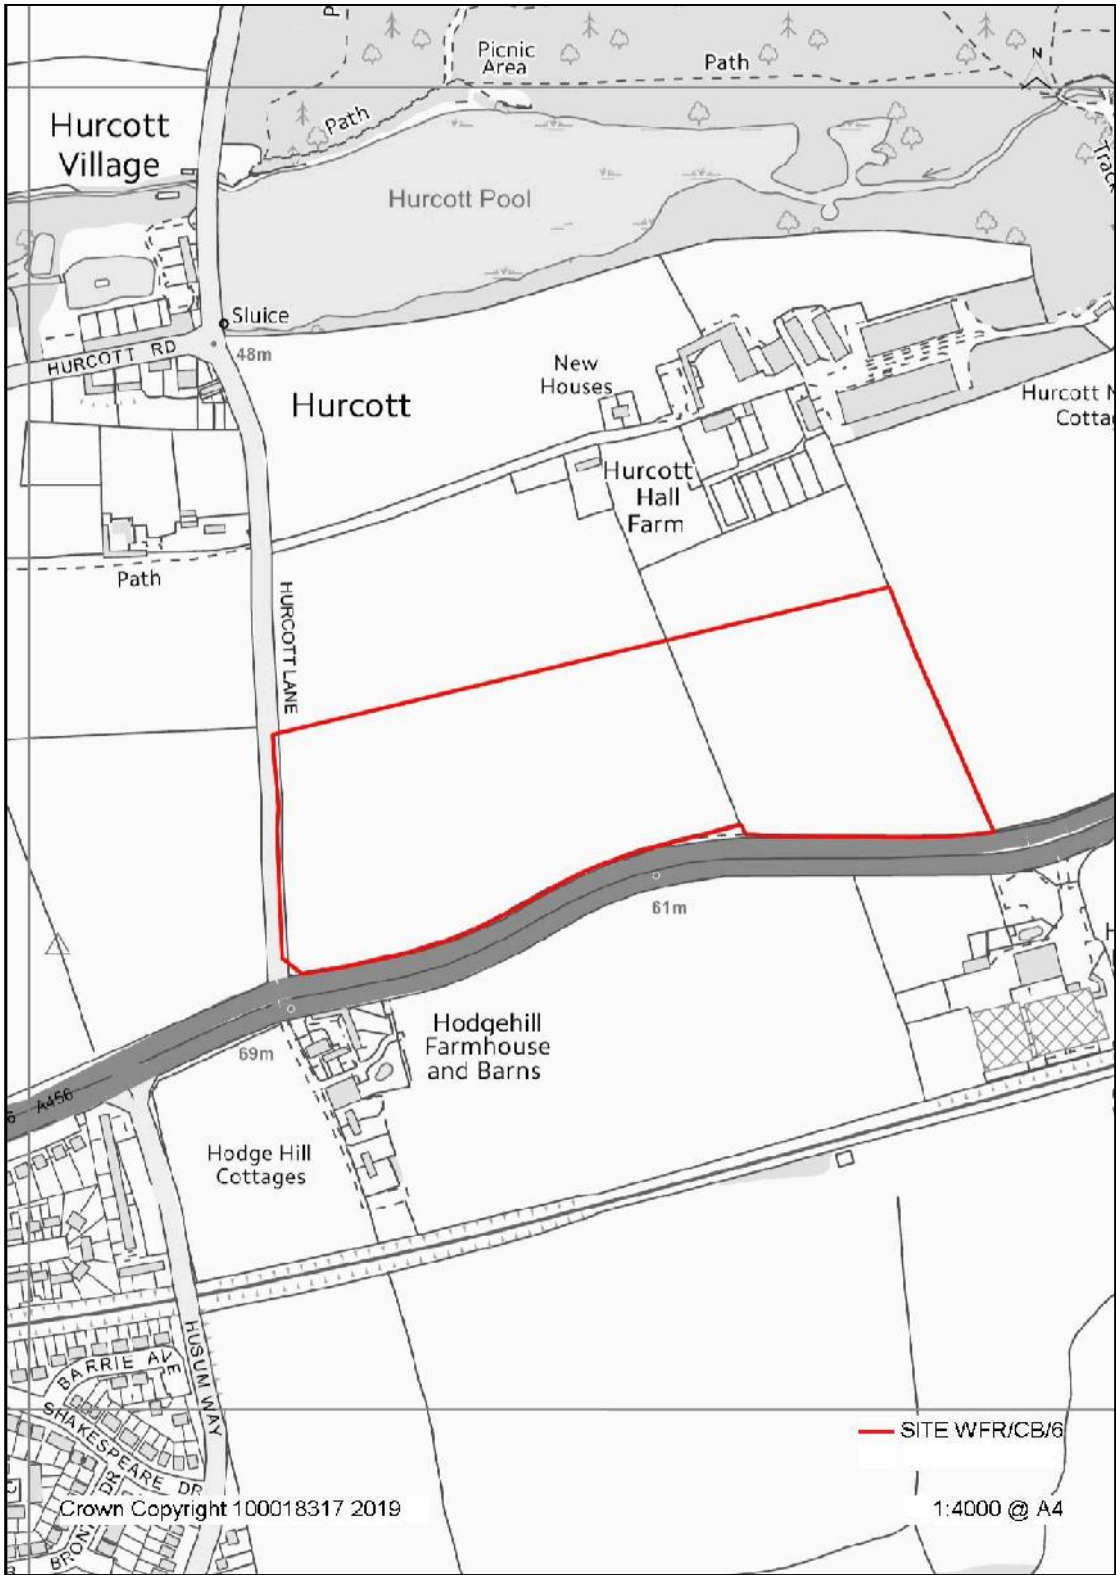 P
Picnic
Area
Path
N
Hurcott
Village
Path
Track
Hurcott Pool
Sluice
HURCOTT RD
48m
New
Houses
Hurcott
Hurcott
Hall
Farm
Path
HURCOTT LANE
61m
Hodgehill
Farmhouse
and Barns
69m
A456
Hodge Hill
Cottages
HUSUM WAY
BARRIE AVE
SHAKESPEARE DR
SITE WFR/CB/6
Crown Copyright 100018317 2019
1:4000 @ A4